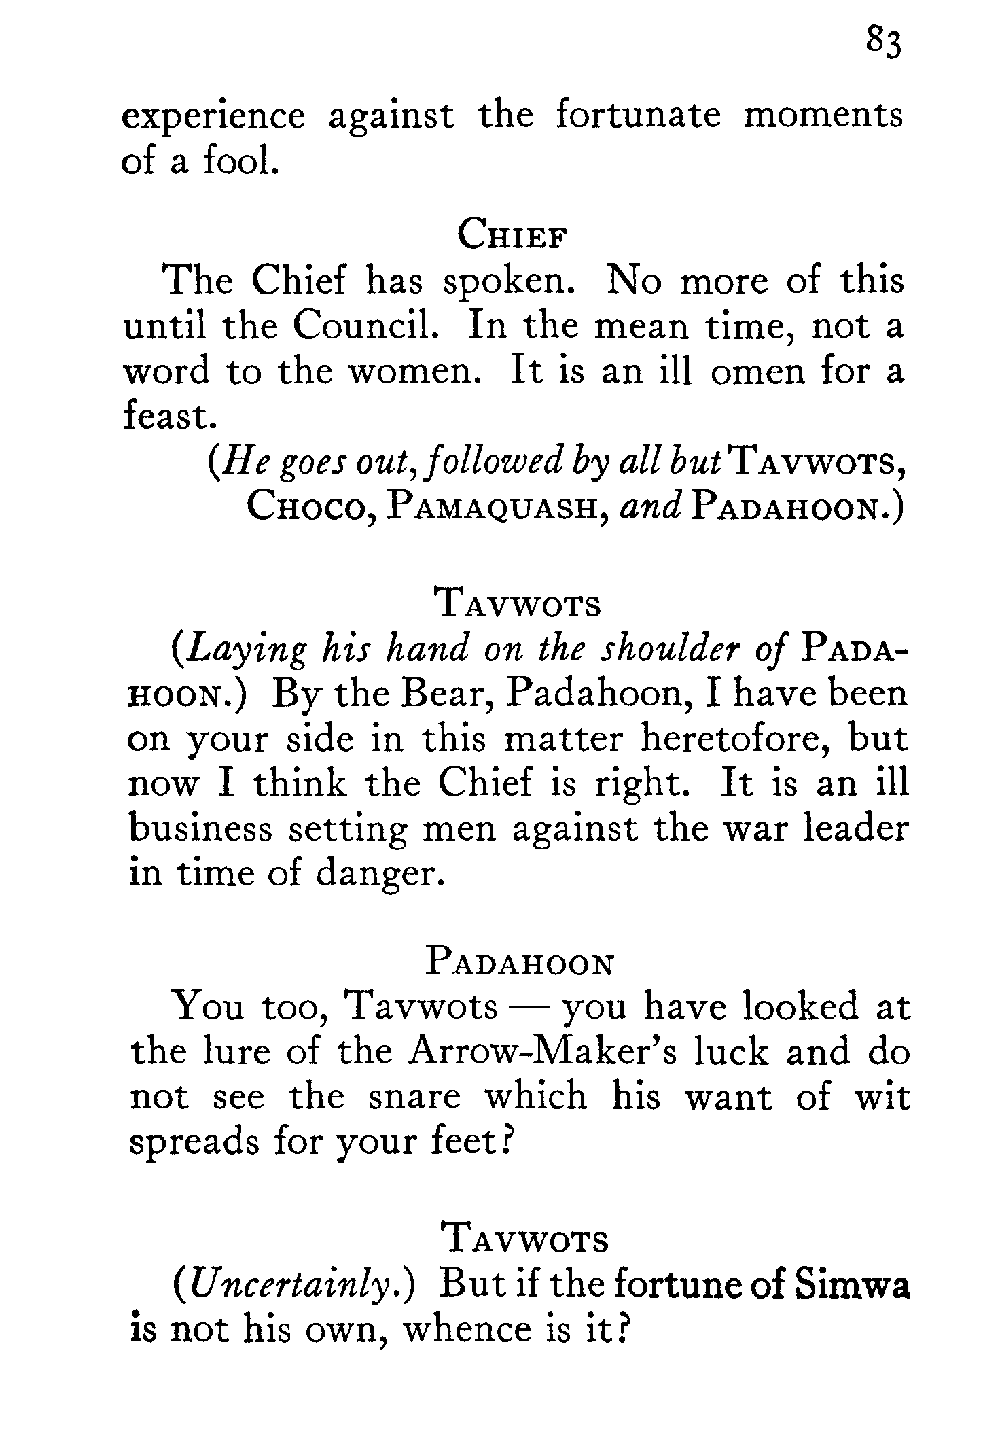 83
experience against the fortunate moments
of a fool.
CHIEF
The Chief has spoken. No more of this
until the Council. In the mean time, not a
word to the women. It is an ill omen for a
feast.
(He goes out, followed by all but TAVWOTS,
CHOCO, PAMAQUASH, and PADAHOON.)
TAVWOTS
(Laying his hand on the shoulder of PADA-
HOON.) By the Bear, Padahoon, I have been
on your side in this matter heretofore, but
now I think the Chief is right. It is an ill
business setting men against the war leader
in time of danger.
PADAHOON
You too, Tavwots — you have looked at
the lure of the Arrow-Maker's luck and do
not see the snare which his want of wit
spreads for your feet?
TAVWOTS
(Uncertainly.) But if the fortune of Simwa
is not his own, whence is it?